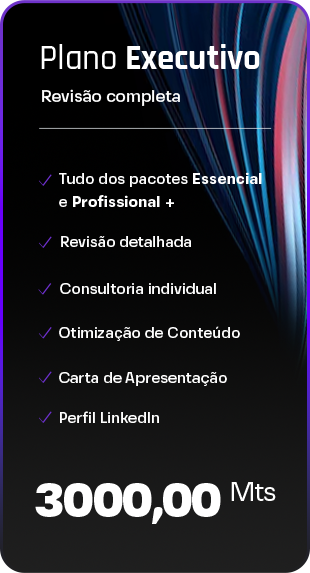 Plano Executivo
Revisão completa
Tudo dos pacotes Essencial
e Profissional +
Revisão detalhada
Consultoria individual
Otimização de Conteúdo
Carta de Apresentação
Perfil LinkedIn
3000,00 Mts